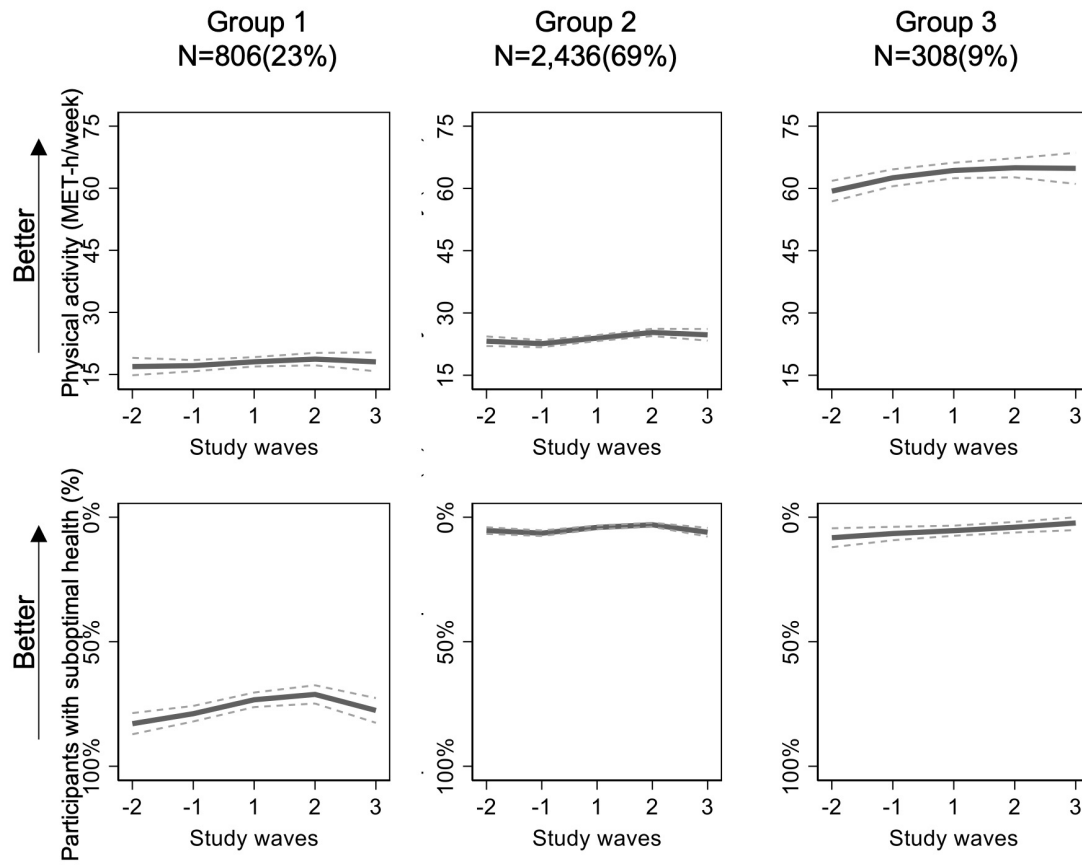 Group 1
N=806(23%)
Group 2
N=2,436(69%)
Group 3
N=308(9%)
Better
Physical activity (MET-h/week)
75
60
45
30
15
-2 -1 1 2 3
Study waves
75
60
45
30
15
-2 -1 1 2 3
Study waves
75
60
45
30
15
-2 -1 1 2 3
Study waves
Better
Participants with suboptimal health (%)
0%
50%
100%
-2 -1 1 2 3
Study waves
0%
50%
100%
-2 -1 1 2 3
Study waves
0%
50%
100%
-2 -1 1 2 3
Study waves